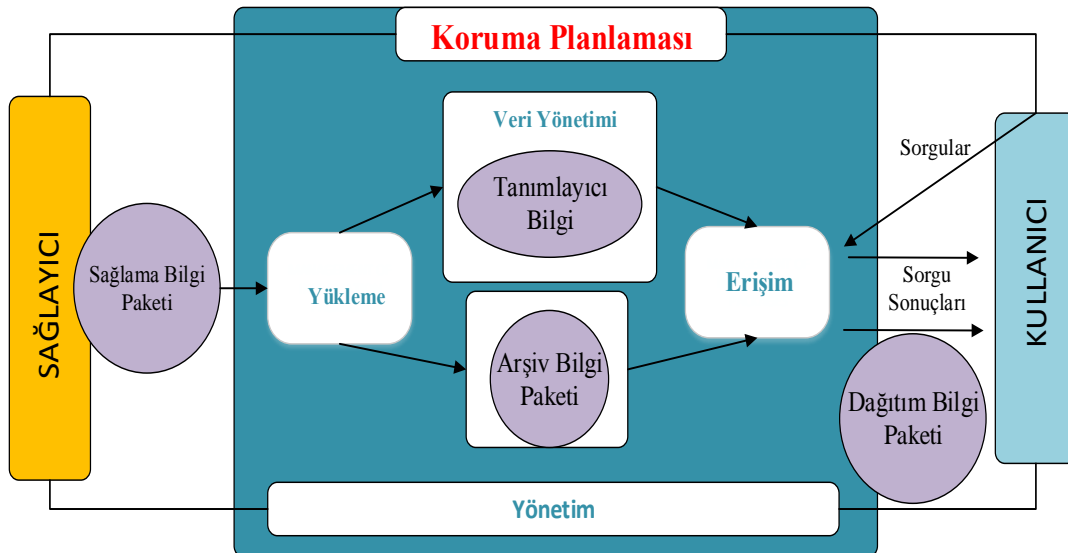 Koruma Planlaması
SAĞLAYICI
Sağlama Bilgi
Paketi
Yükleme
Veri Yönetimi
Tanımlayıcı
Bilgi
Arşiv Bilgi
Paketi
Erişim
Sorgular
Sorgu
Sonuçları
Dağıtım Bilgi
Paketi
KULLANICI
Yönetim